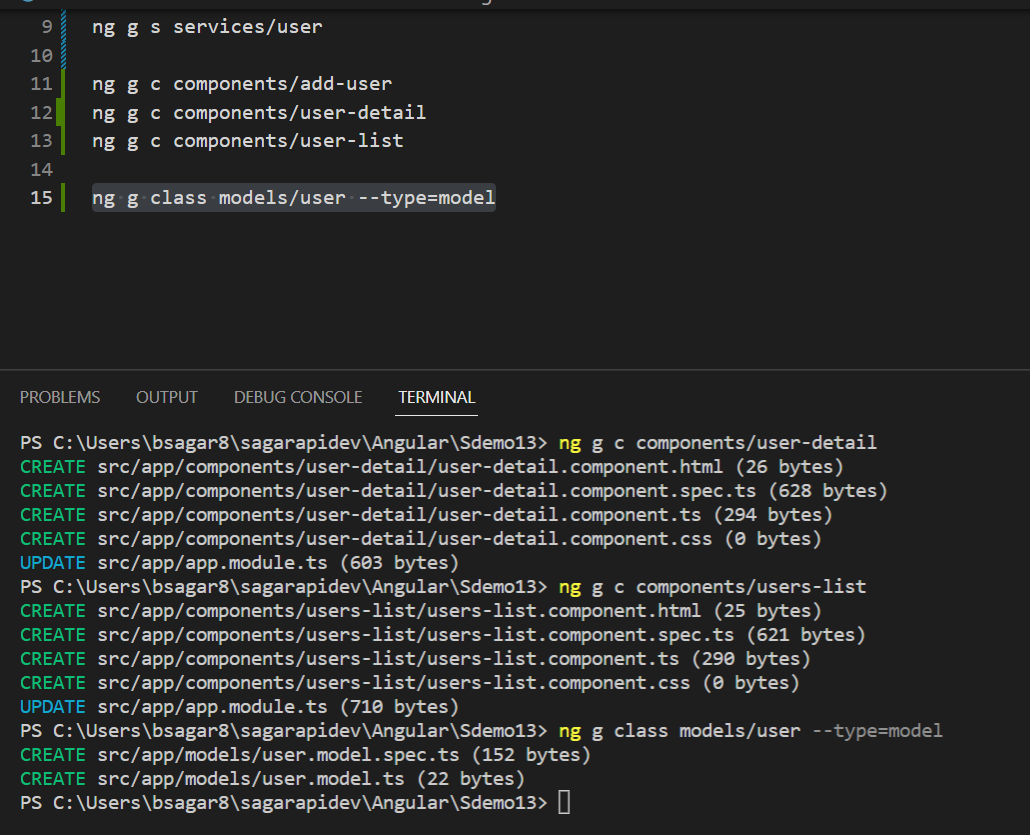 9 ng g s services/user
10
11 ng g c components/add-user
12 ng g c components/user-detail
13 ng g c components/user-list
14
15 ng g class models/user --type=model
PROBLEMS OUTPUT DEBUG CONSOLE TERMINAL
PS C:\Users\bsagar8\sagarapidev\Angular\Sdemo13> ng g c components/user-detail
CREATE src/app/components/user-detail/user-detail.component.html (26 bytes)
CREATE src/app/components/user-detail/user-detail.component.spec.ts (628 bytes)
CREATE src/app/components/user-detail/user-detail.component.ts (294 bytes)
CREATE src/app/components/user-detail/user-detail.component.css (0 bytes)
UPDATE src/app/app.module.ts (603 bytes)
PS C:\Users\bsagar8\sagarapidev\Angular\Sdemo13> ng g c components/users-list
CREATE src/app/components/users-list/users-list.component.html (25 bytes)
CREATE src/app/components/users-list/users-list.component.spec.ts (621 bytes)
CREATE src/app/components/users-list/users-list.component.ts (290 bytes)
CREATE src/app/components/users-list/users-list.component.css (0 bytes)
UPDATE src/app/app.module.ts (710 bytes)
PS C:\Users\bsagar8\sagarapidev\Angular\Sdemo13> ng g class models/user --type=model
CREATE src/app/models/user.model.spec.ts (152 bytes)
CREATE src/app/models/user.model.ts (22 bytes)
PS C:\Users\bsagar8\sagarapidev\Angular\Sdemo13>